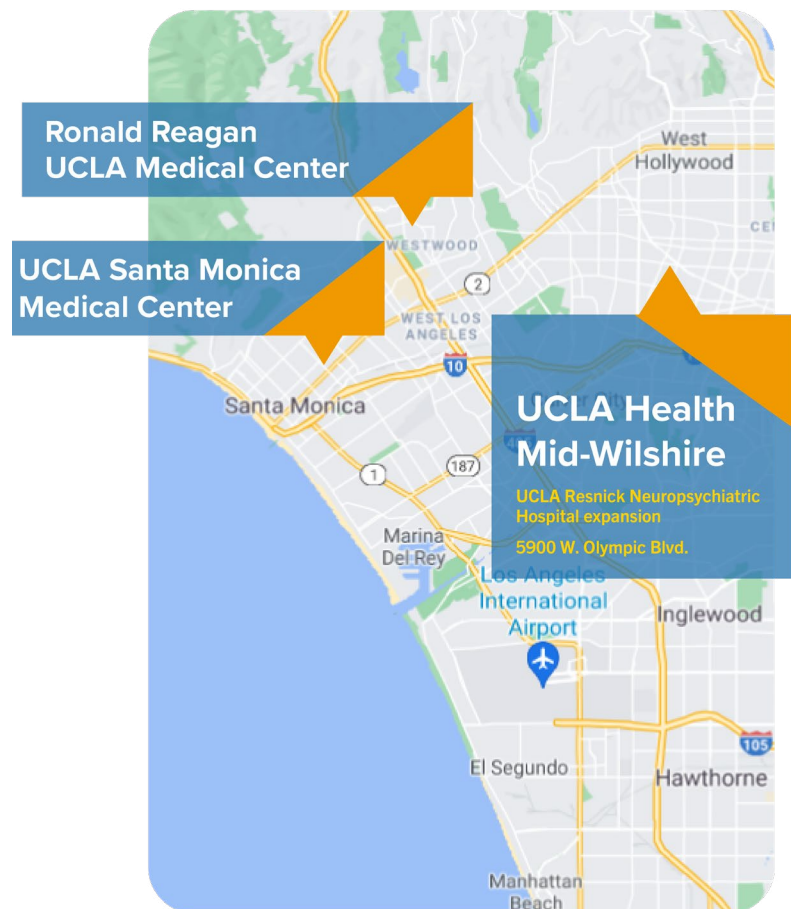 West
Hollywood
Ronald Reagan
UCLA Medical Center
WESTWOOD
UCLA Santa Monica
Medical Center
2
WEST LOS
ANGELES
10
Santa Monica
UCLA Health
Mid-Wilshire
UCLA Resnick Neuropsychiatric
Hospital expansion
5900 W. Olympic Blvd.
1
187
Marina
Del Rey
Los Angeles
International
Airport
Inglewood
105
El Segundo
Hawthorne
Manhattan
Beach